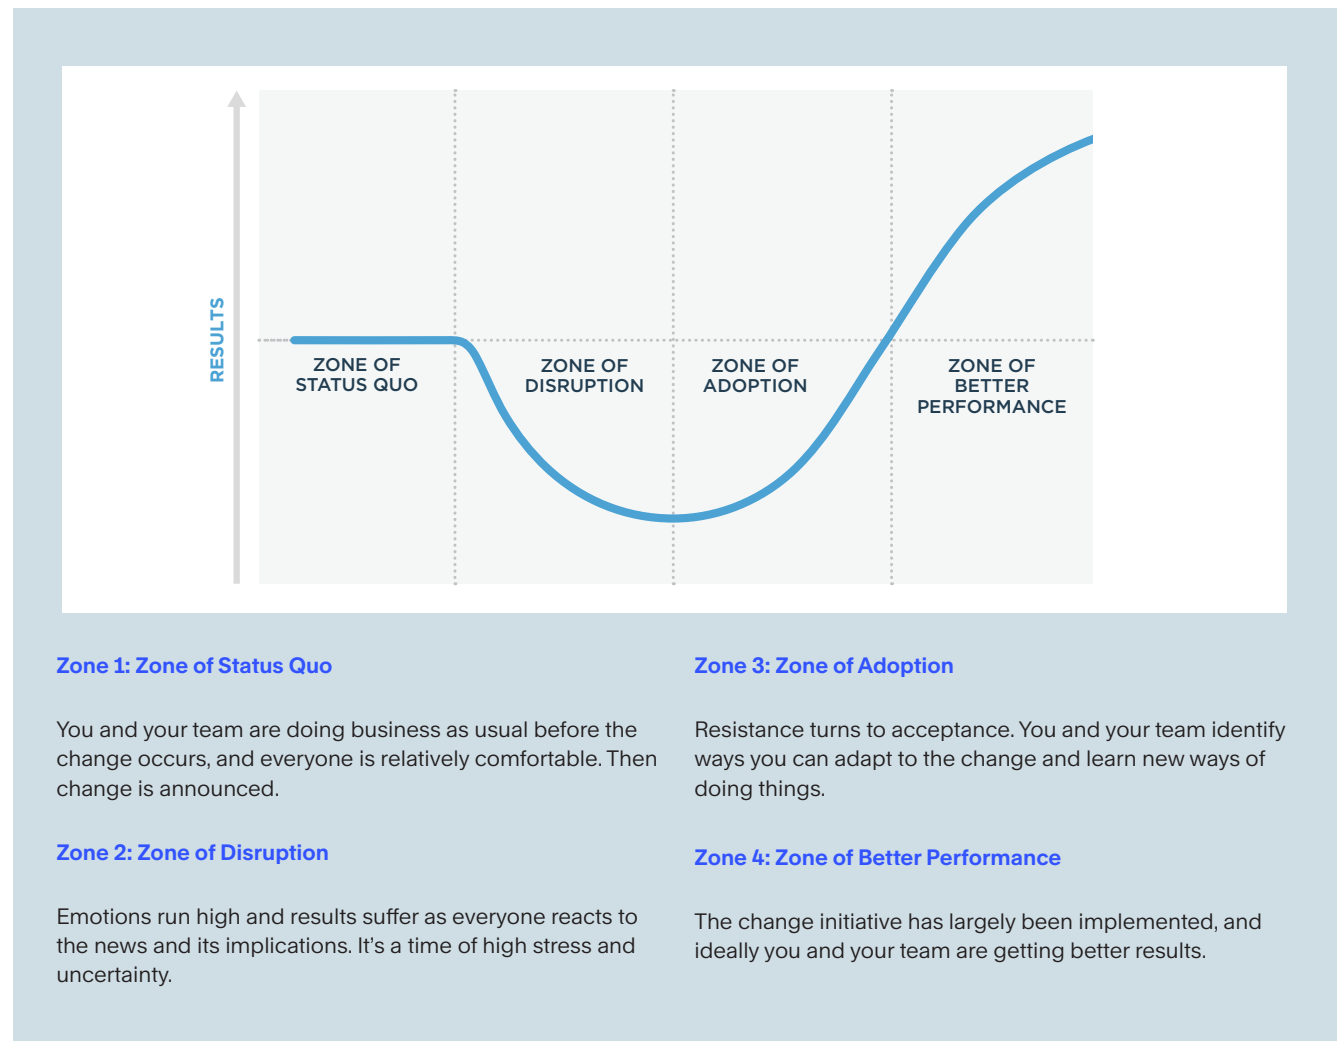 RESULTS
ZONE OF
STATUS QUO
ZONE OF
DISRUPTION
ZONE OF
ADOPTION
ZONE OF
BETTER
PERFORMANCE
Zone 1: Zone of Status Quo
You and your team are doing business as usual before the
change occurs, and everyone is relatively comfortable. Then
change is announced.
Zone 2: Zone of Disruption
Emotions run high and results suffer as everyone reacts to
the news and its implications. It’s a time of high stress and
uncertainty.
Zone 3: Zone of Adoption
Resistance turns to acceptance. You and your team identify
ways you can adapt to the change and learn new ways of
doing things.
Zone 4: Zone of Better Performance
The change initiative has largely been implemented, and
ideally you and your team are getting better results.